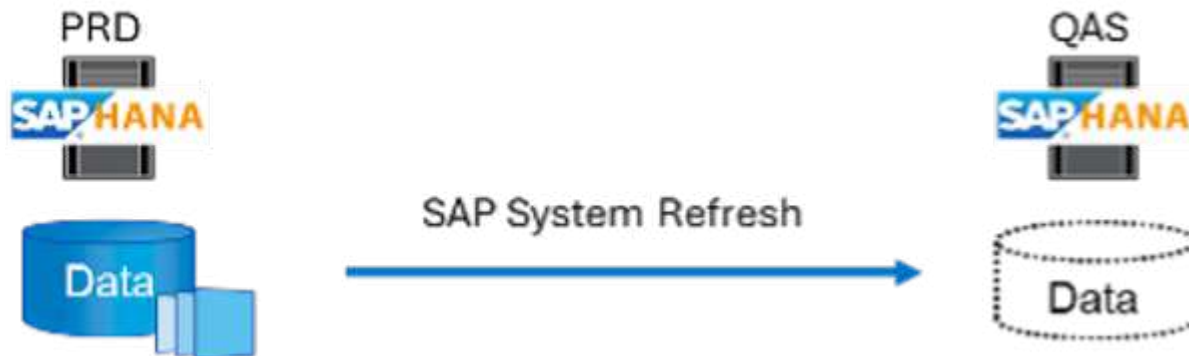 PRD
QAS
SAP HANA
SAP HANA
SAP System Refresh
Data
Data